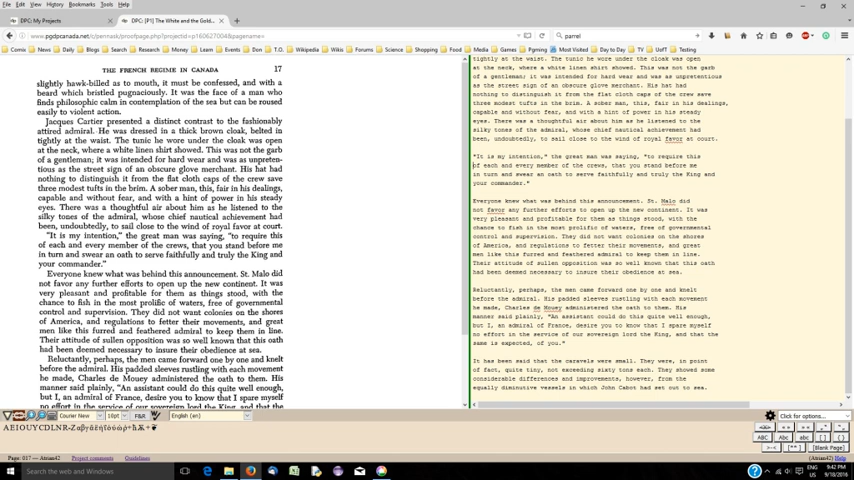 File Edit View History Bookmarks Tools Help
DPC: My Projects
DPC: [P1] The White and the Gold...
www.pgdpcanada.net/c/tools/proofers/
parrel
Comix
Daily
News
Blog
Search
Research
Money
Event
Don
T.O.
Wikipedia
Wiki
Forums
Society
Shopping
Food
Games
Pgming
Most Visited
Day to Day
TV
UofT
Testing
THE FRENCH REGIME IN CANADA 17
slightly hawk-billed as to mouth, it must be confessed, and with a
beard which bristled pugnaciously. It was the face of a man who
finds philosophic calm in contemplation of the sea but can be roused
easily to violent action.
Jacques Cartier presented a distinct contrast to the fashionably
attired admiral. He was dressed in a thick brown cloak, belted in
tightly at the waist. The tunic he wore under the cloak was open
at the neck, where a white linen shirt showed. This was not the garb
of a gentleman; it was intended for hard wear and was as unpreten-
tious as the street sign of an obscure glove merchant. His hat had
nothing to distinguish it from the flat cloth caps of the crew save
three modest tufts in the brim. A sober man, this, fair in his dealings,
capable and without fear, and with a hint of power in his steady
eyes. There was a thoughtful air about him as he listened to the
silky tones of the admiral, whose chief nautical achievement had
been, undoubtedly, to sail close to the wind of royal favor at court.
"It is my intention," the great man was saying, "to require this
of each and every member of the crews, that you stand before me
in turn and swear an oath to serve faithfully and truly the King and
your commander."
Everyone knew what was behind this announcement. St. Malo did
not favor any further efforts to open up the new continent. It was
very pleasant and profitable for them as things stood, with the
chance to fish in the most prolific of waters, free of governmental
control and supervision. They did not want colonies on the shores
of America, and regulations to fetter their movements, and great
men like this furred and feathered admiral to keep them in line.
Their attitude of sullen opposition was so well known that this oath
had been deemed necessary to insure their obedience at sea.
Reluctantly, perhaps, the men came forward one by one and knelt
before the admiral. His padded sleeves rustling with each movement
he made, Charles de Mouey administered the oath to them. His
manner said plainly, "An assistant could do this quite well enough,
but I, an admiral of France, desire you to know that I spare myself
no effort in the service of our sovereign lord the King, and that the
tightly at the waist. The tunic he wore under the cloak was open
at the neck, where a white linen shirt showed. This was not the garb
of a gentleman; it was intended for hard wear and was as unpretentious
as the street sign of an obscure glove merchant. His hat had
nothing to distinguish it from the flat cloth caps of the crew save
three modest tufts in the brim. A sober man, this, fair in his dealings,
capable and without fear, and with a hint of power in his steady
eyes. There was a thoughtful air about him as he listened to the
silky tones of the admiral, whose chief nautical achievement had
been, undoubtedly, to sail close to the wind of royal favor at court.
"It is my intention," the great man was saying, "to require this
of each and every member of the crews, that you stand before me
in turn and swear an oath to serve faithfully and truly the King and
your commander."
Everyone knew what was behind this announcement. St. Malo did
not favor any further efforts to open up the new continent. It was
very pleasant and profitable for them as things stood, with the
chance to fish in the most prolific of waters, free of governmental
control and supervision. They did not want colonies on the shores
of America, and regulations to fetter their movements, and great
men like this furred and feathered admiral to keep them in line.
Their attitude of sullen opposition was so well known that this oath
had been deemed necessary to insure their obedience at sea.
Reluctantly, perhaps, the men came forward one by one and knelt
before the admiral. His padded sleeves rustling with each movement
he made, Charles de Mouey administered the oath to them. His
manner said plainly, "An assistant could do this quite well enough,
but I, an admiral of France, desire you to know that I spare myself
no effort in the service of our sovereign lord the King, and that the
same is expected, of you."
It has been said that the caravels were small. They were, in point
of fact, quite tiny, not exceeding sixty tons each. They showed some
considerable differences and improvements, however, from the
equally diminutive vessels in which John Cabot had set out to sea.
Courier New
10pt
F&R
English (en)
Click for options...
ABC Abc abc [ ] { }
>--< [** ] [Blank Page]
Page: 017 — Atrian42 Project comments Guidelines
(Atrian42) Help
Search the web and Windows
ENG
US
9:42 PM
9/18/2016